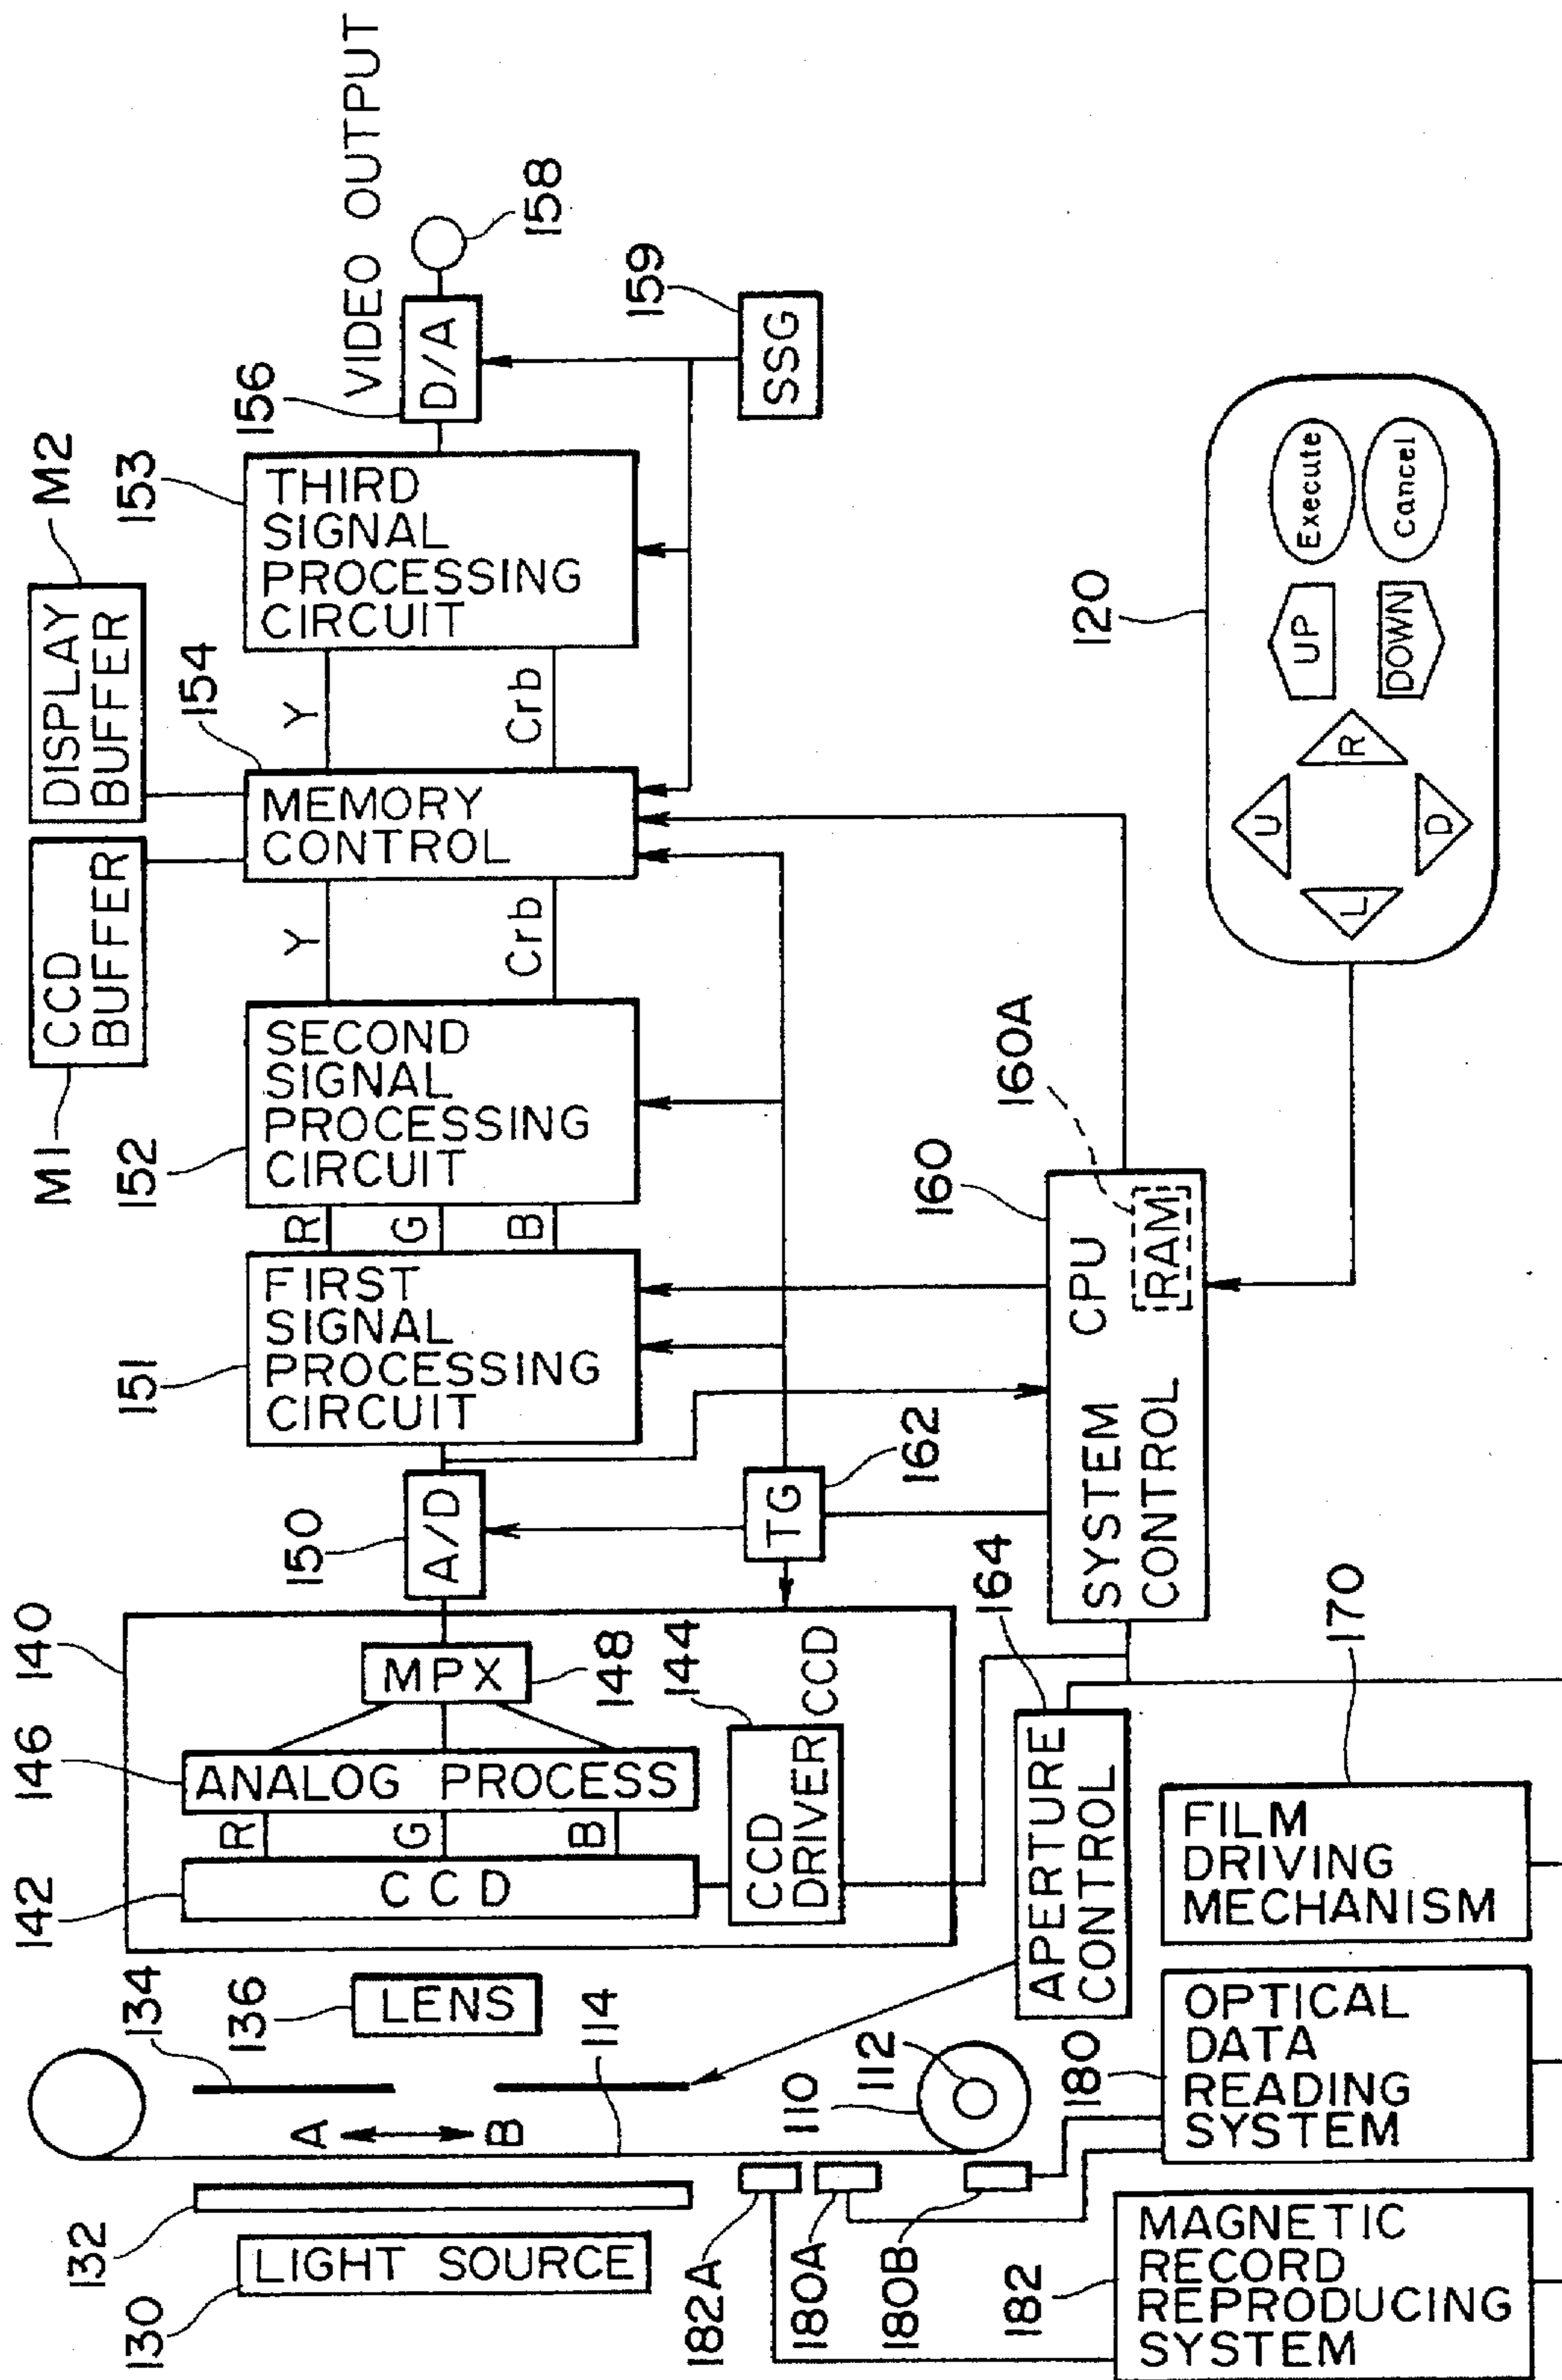 VIDEO OUTPUT
158
159
156
M2
153
D/A
SSG
THIRD
SIGNAL
PROCESSING
CIRCUIT
DISPLAY
BUFFER
154
Y
Crb
CCD
BUFFER
M1
MEMORY
CONTROL
Y
Crb
152
SECOND
SIGNAL
PROCESSING
CIRCUIT
R
G
B
151
FIRST
SIGNAL
PROCESSING
CIRCUIT
150
A/D
TG
162
160
160A
CPU
RAM
SYSTEM
CONTROL
120
Execute
Cancel
UP
DOWN
U
R
L
D
140
MPX
148
146
ANALOG PROCESS
R
G
B
142
CCD
144
CCD
DRIVER
CCD
164
APERTURE
CONTROL
170
FILM
DRIVING
MECHANISM
134
136
LENS
114
A
B
110
112
180
OPTICAL
DATA
READING
SYSTEM
132
130
LIGHT SOURCE
182A
180A
180B
182
MAGNETIC
RECORD
REPRODUCING
SYSTEM